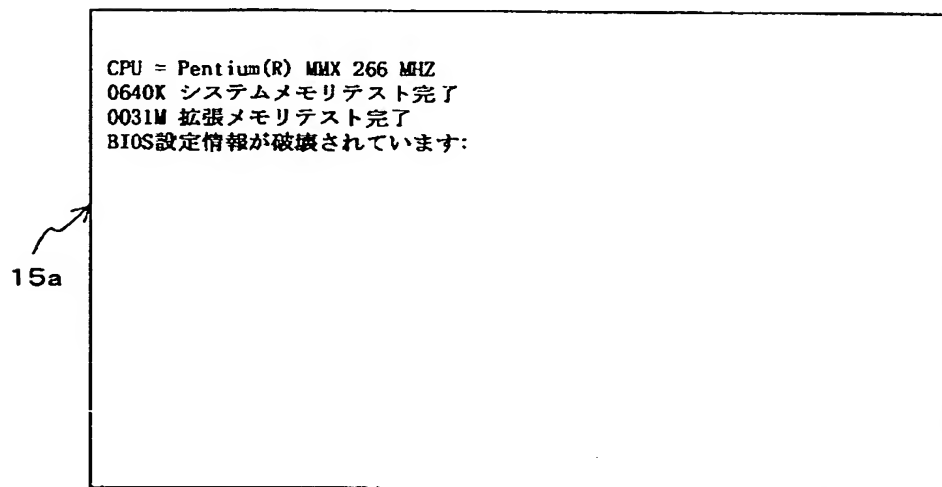 CPU = Pentium(R) MMX 266 MHZ
0640K システムメモリテスト完了
0031M 拡張メモリテスト完了
BIOS設定情報が破壊されています:
15a